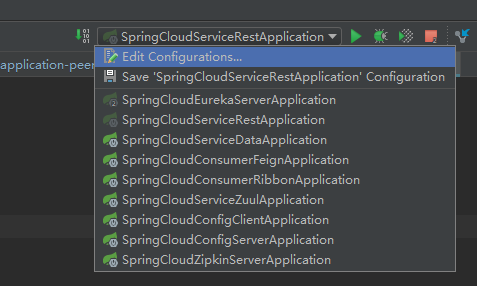 SpringCloudServiceRestApplication
application-peer
Edit Configurations...
Save 'SpringCloudServiceRestApplication' Configuration
SpringCloudEurekaServerApplication
SpringCloudServiceRestApplication
SpringCloudServiceDataApplication
SpringCloudConsumerFeignApplication
SpringCloudConsumerRibbonApplication
SpringCloudServiceZuulApplication
SpringCloudConfigClientApplication
SpringCloudConfigServerApplication
SpringCloudZipkinServerApplication